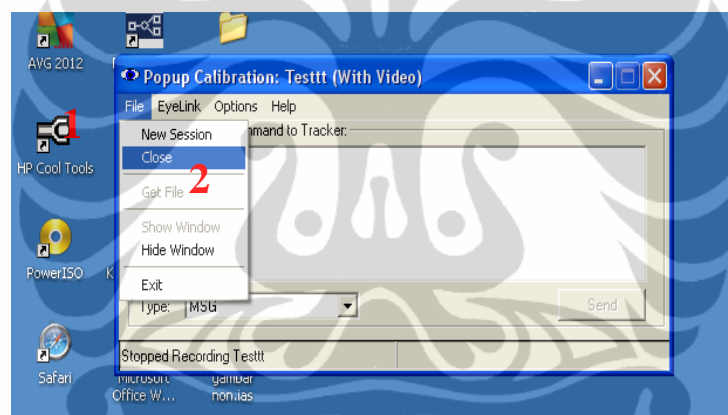 AVG 2012
Popup Calibration: Testtt (With Video)
File EyeLink Options Help
1
New Session
mmand to Tracker:
Close
HP Cool Tools
Get File
2
Show Window
Hide Window
PowerISO
K
Exit
Type: MSG
Send
Stopped Recording Testtt
Safari
Microsoft
Office W...
gambar
non.ias